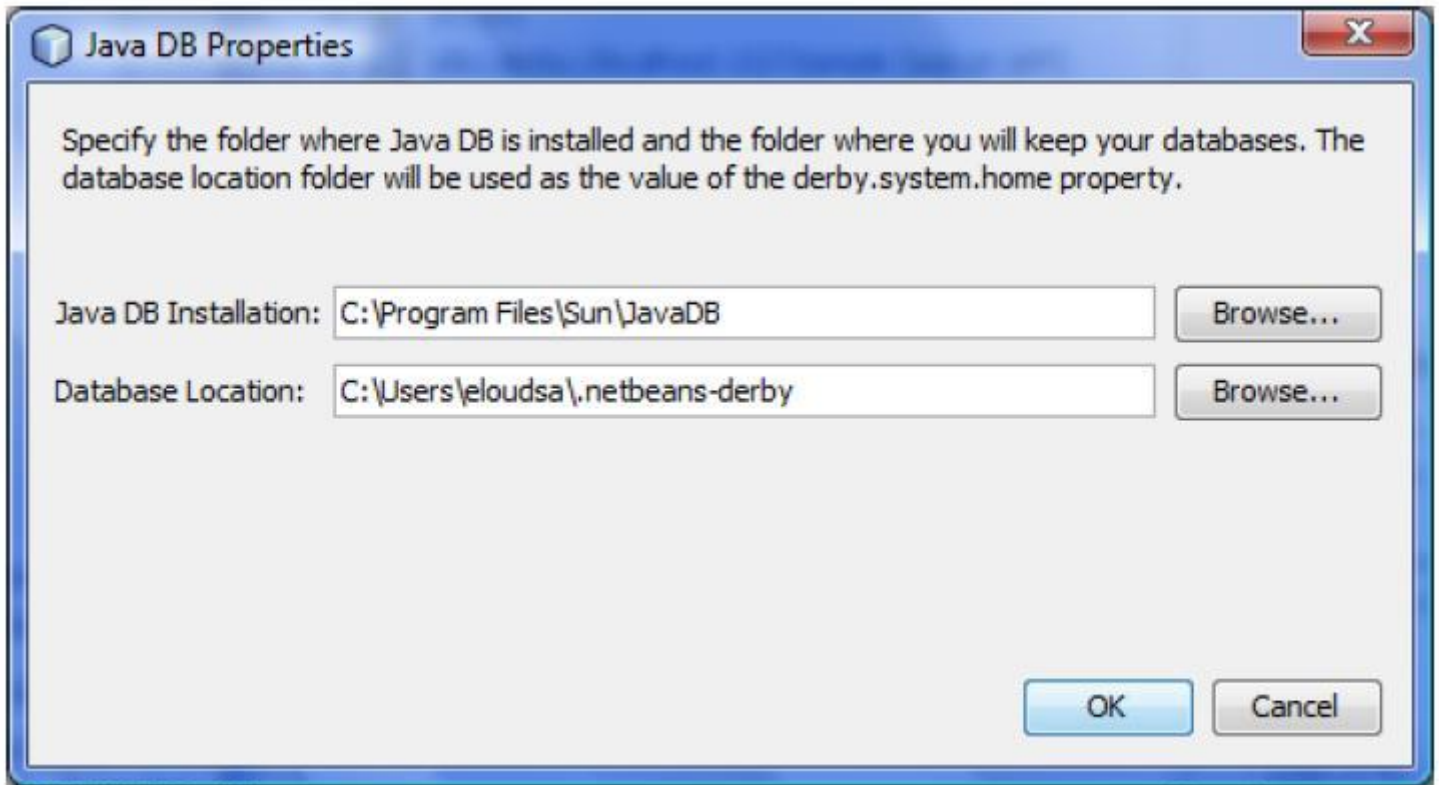 Java DB Properties
Specify the folder where Java DB is installed and the folder where you will keep your databases. The
database location folder will be used as the value of the derby.system.home property.
Java DB Installation: C:\Program Files\Sun\JavaDB Browse...
Database Location: C:\Users\eloudsa\.netbeans-derby Browse...
OK Cancel